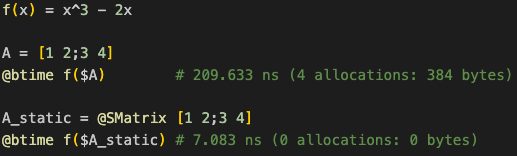 f(x) = x^3 - 2x
A = [1 2;3 4]
@btime f($A)        # 209.633 ns (4 allocations: 384 bytes)
A_static = @SMatrix [1 2;3 4]
@btime f($A_static) # 7.083 ns (0 allocations: 0 bytes)